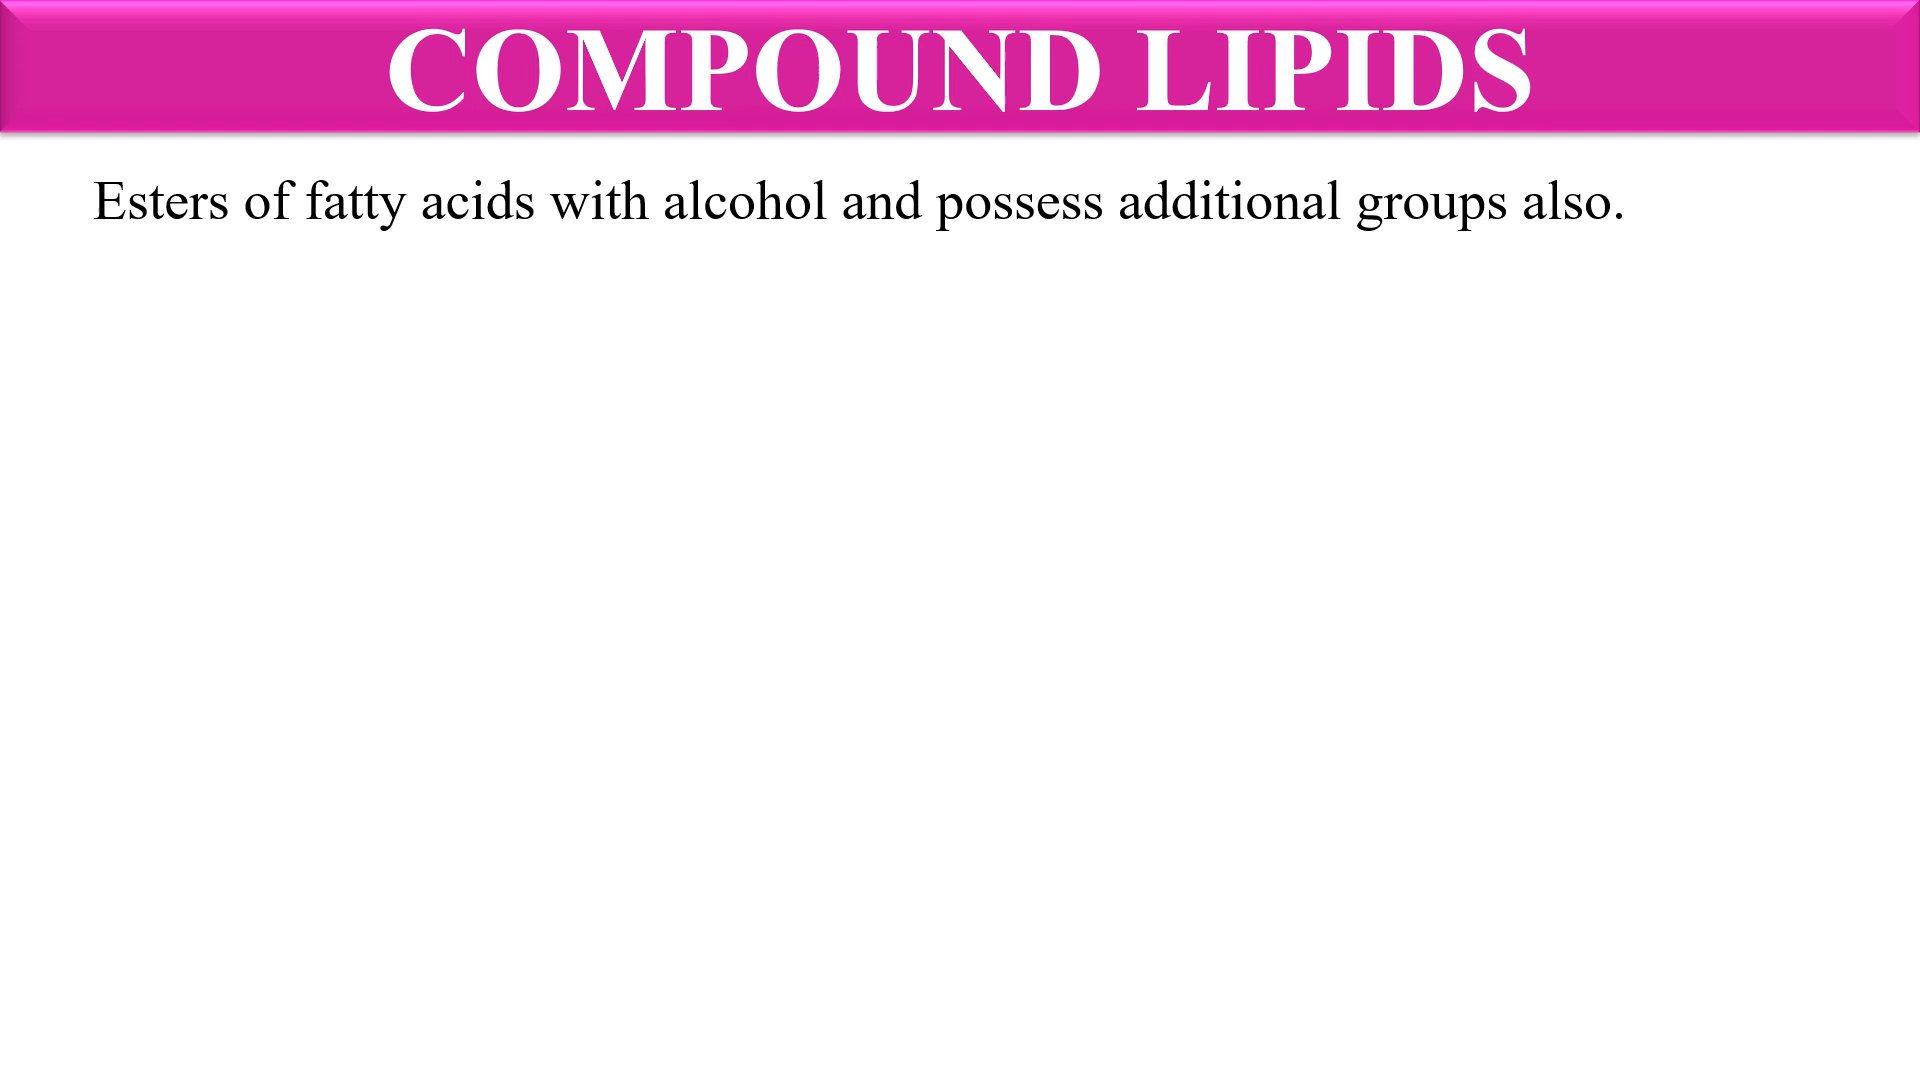 COMPOUND LIPIDS
Esters of fatty acids with alcohol and possess additional groups also.